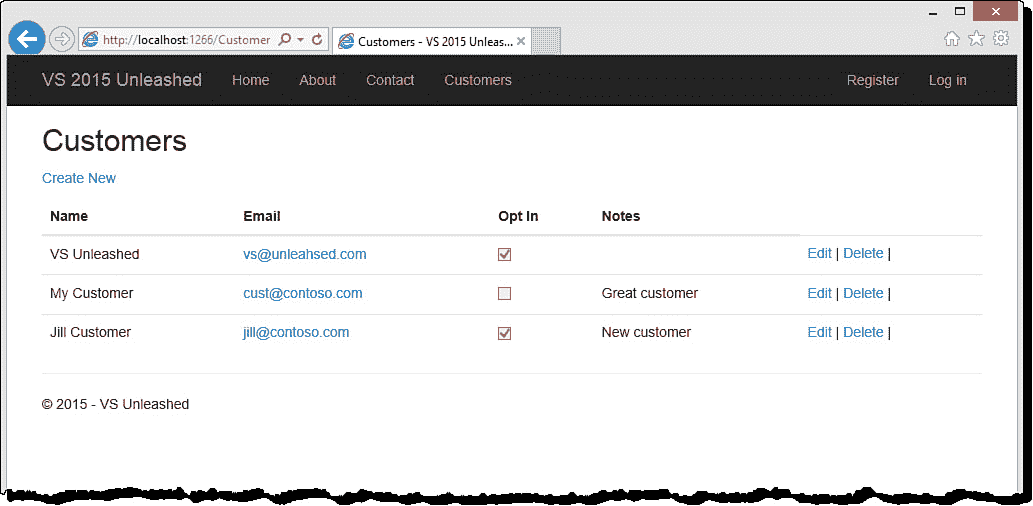 http://localhost:1266/Customer Customers - VS 2015 Unleas...
VS 2015 Unleashed Home About Contact Customers Register Log in
Customers
Create New
Name Email Opt In Notes
VS Unleashed vs@unleahsed.com Edit | Delete |
My Customer cust@contoso.com Great customer Edit | Delete |
Jill Customer jill@contoso.com New customer Edit | Delete |
© 2015 - VS Unleashed